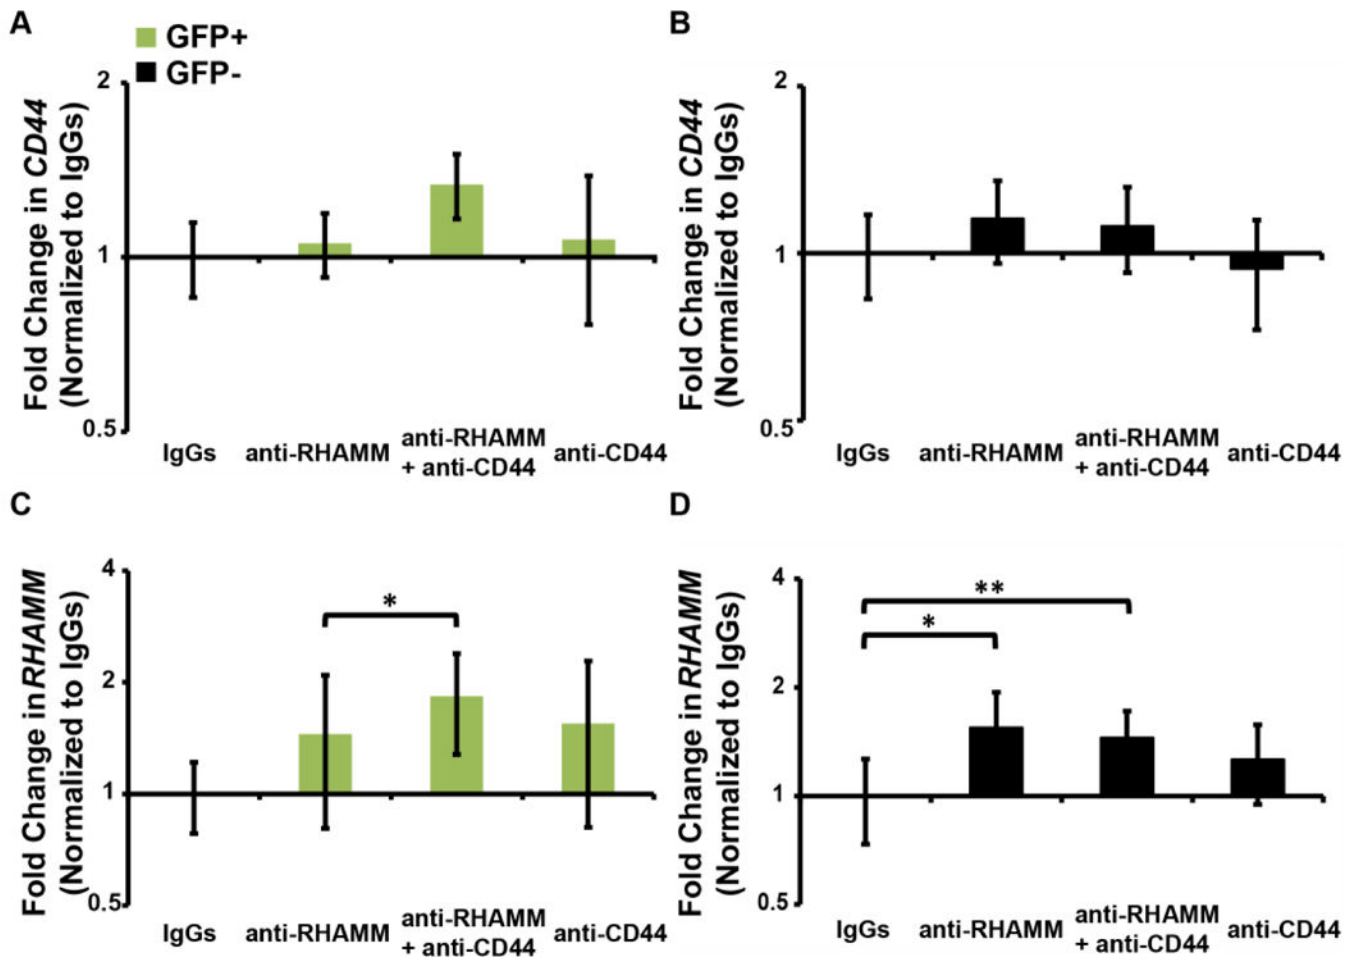 A
GFP+
GFP-
2
1
0.5
Fold Change in CD44
(Normalized to IgGs)
IgGs
anti-RHAMM
anti-RHAMM
+ anti-CD44
anti-CD44
B
2
1
0.5
Fold Change in CD44
(Normalized to IgGs)
IgGs
anti-RHAMM
anti-RHAMM
+ anti-CD44
anti-CD44
C
4
2
1
0.5
Fold Change in RHAMM
(Normalized to IgGs)
*
IgGs
anti-RHAMM
anti-RHAMM
+ anti-CD44
anti-CD44
D
4
2
1
0.5
Fold Change in RHAMM
(Normalized to IgGs)
**
*
IgGs
anti-RHAMM
anti-RHAMM
+ anti-CD44
anti-CD44